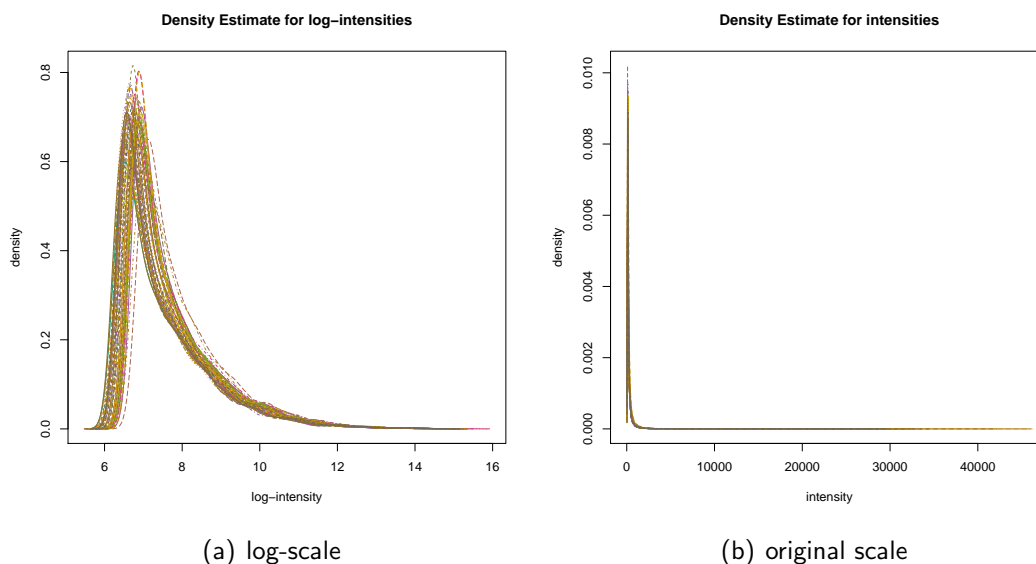 Density Estimate for log−intensities
density
0.0
0.2
0.4
0.6
0.8
6 8 10 12 14 16
log−intensity
(a) log-scale
Density Estimate for intensities
density
0.000
0.002
0.004
0.006
0.008
0.010
0 10000 20000 30000 40000
intensity
(b) original scale